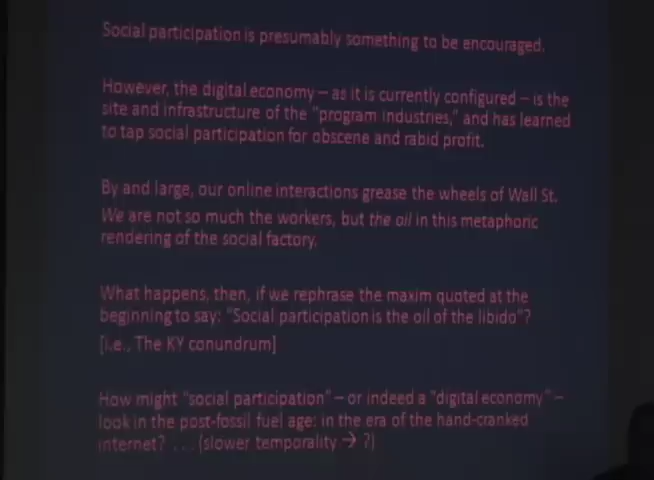 Social participation is presumably something to be encouraged.
However, the digital economy – as it is currently configured – is the
site and infrastructure of the "program industries," and has learned
to tap social participation for obscene and rabid profit.
By and large, our online interactions grease the wheels of Wall St.
We are not so much the workers, but the oil in this metaphoric
rendering of the social factory.
What happens, then, if we rephrase the maxim quoted at the
beginning to say: "Social participation is the oil of the libido"?
[i.e., The KY conundrum]
How might "social participation" – or indeed a "digital economy" –
look in the post-fossil fuel age: in the era of the hand-cranked
internet? . . . (slower temporality → ?)